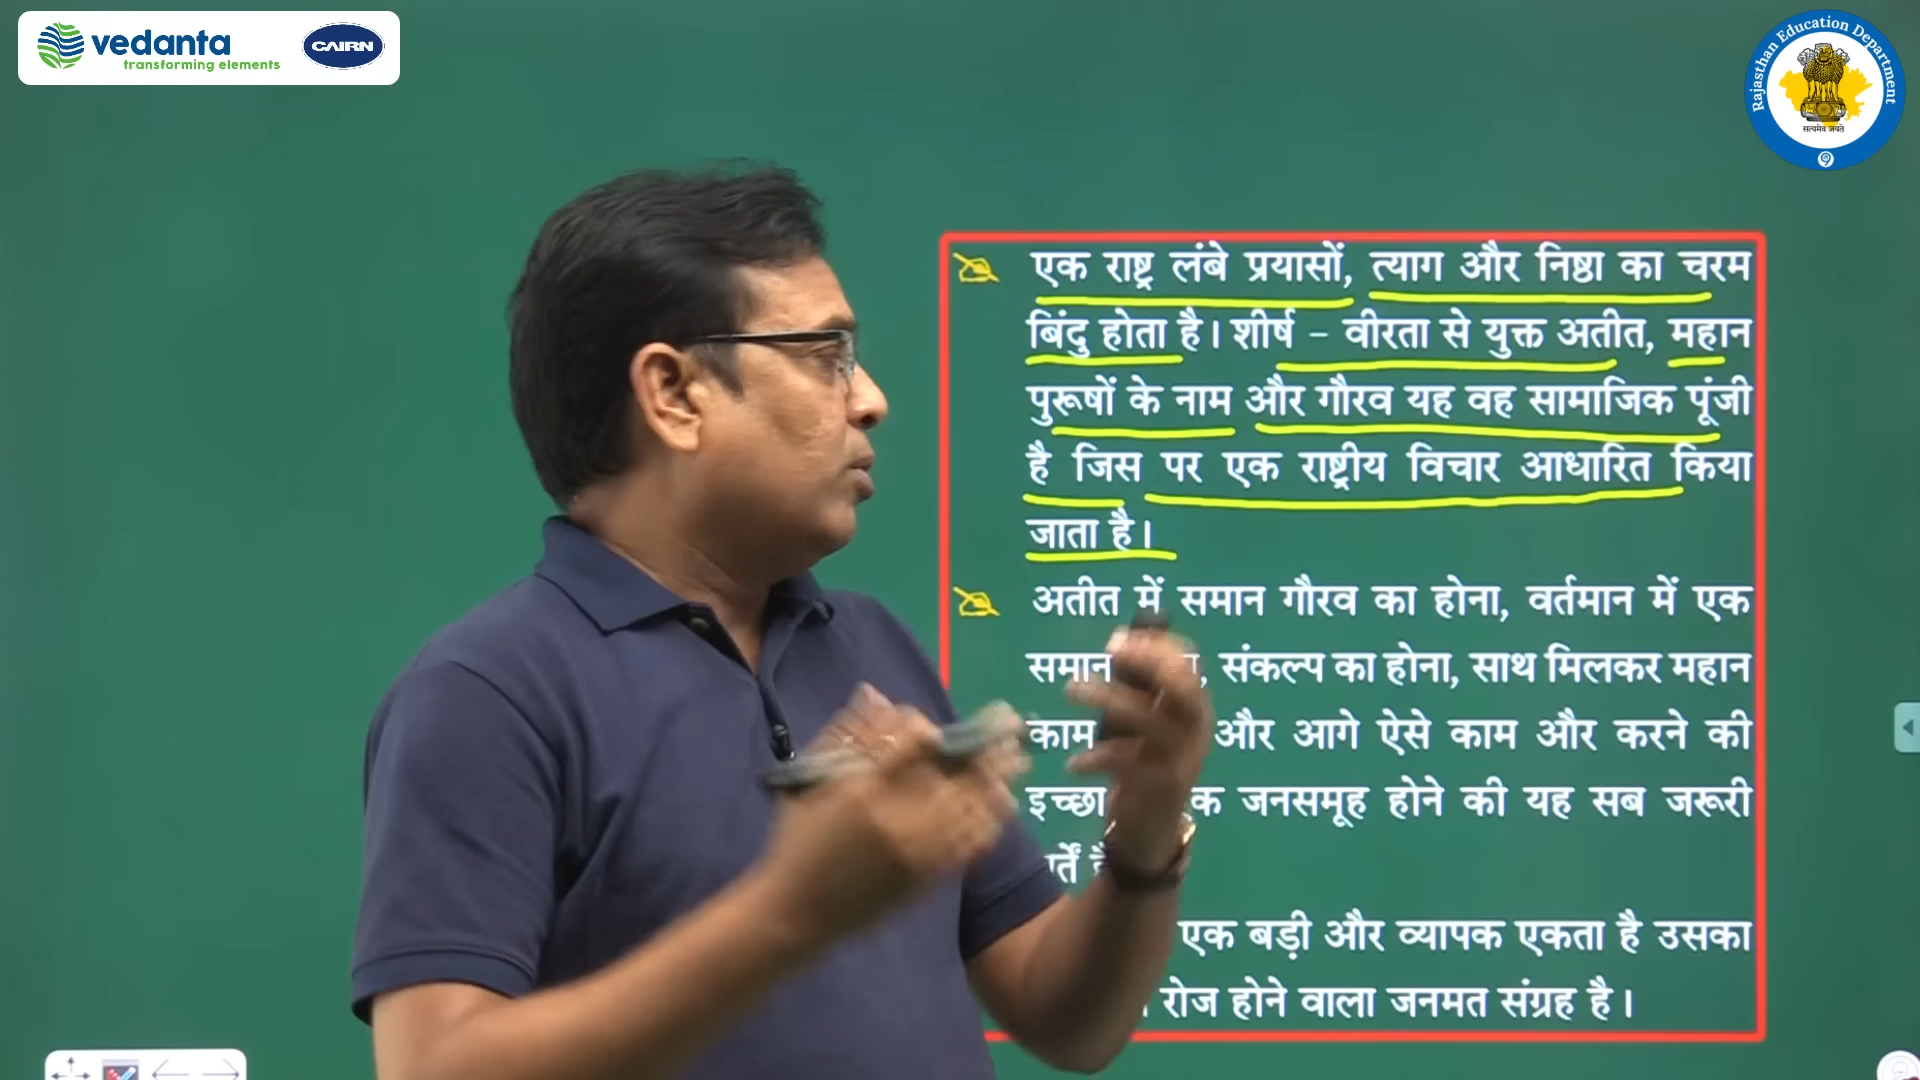 vedanta
transforming elements
CAIRN
Rajasthan Education Department
सत्यमेव जयते
एक राष्ट्र लंबे प्रयासों, त्याग और निष्ठा का चरम
बिंदु होता है। शीर्ष – वीरता से युक्त अतीत, महान
पुरूषों के नाम और गौरव यह वह सामाजिक पूंजी
है जिस पर एक राष्ट्रीय विचार आधारित किया
जाता है।
अतीत में समान गौरव का होना, वर्तमान में एक
समान संकल्प का होना, साथ मिलकर महान
काम और आगे ऐसे काम और करने की
इच्छा जनसमूह होने की यह सब जरूरी
एक बड़ी और व्यापक एकता है उसका
रोज होने वाला जनमत संग्रह है।